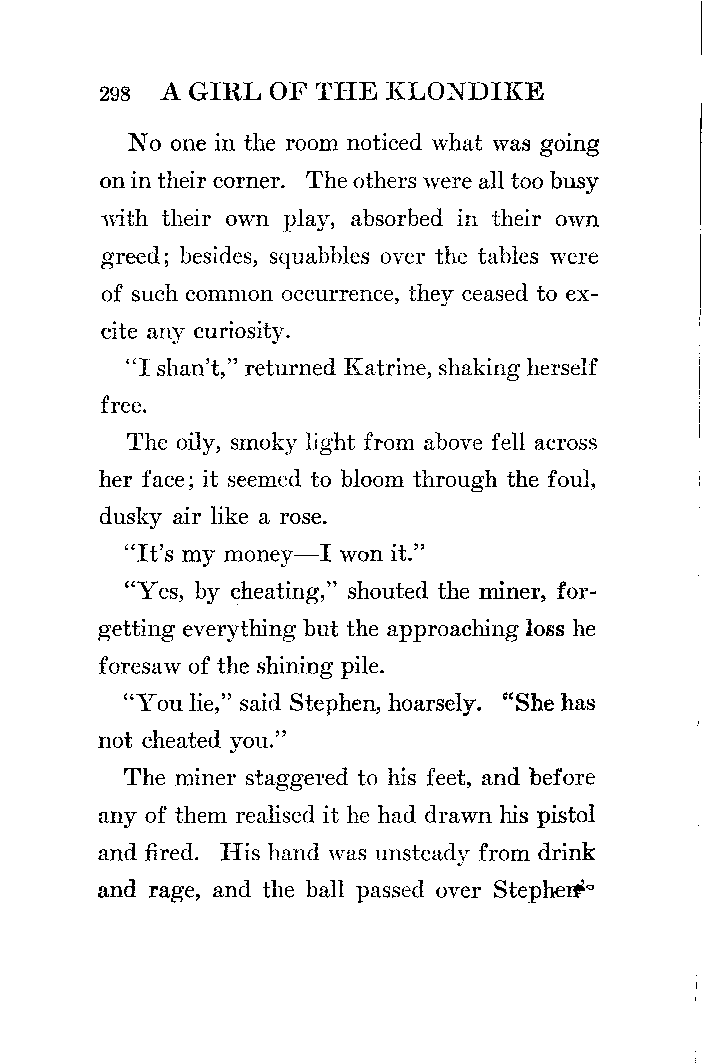 298 A GIRL OF THE KLONDIKE
No one in the room noticed what was going
on in their corner. The others were all too busy
with their own play, absorbed in their own
greed; besides, squabbles over the tables were
of such common occurrence, they ceased to ex-
cite any curiosity.
“I shan’t,” returned Katrine, shaking herself
free.
The oily, smoky light from above fell across
her face; it seemed to bloom through the foul,
dusky air like a rose.
“It’s my money—I won it.”
“Yes, by cheating,” shouted the miner, for-
getting everything but the approaching loss he
foresaw of the shining pile.
“You lie,” said Stephen, hoarsely. “She has
not cheated you.”
The miner staggered to his feet, and before
any of them realised it he had drawn his pistol
and fired. His hand was unsteady from drink
and rage, and the ball passed over